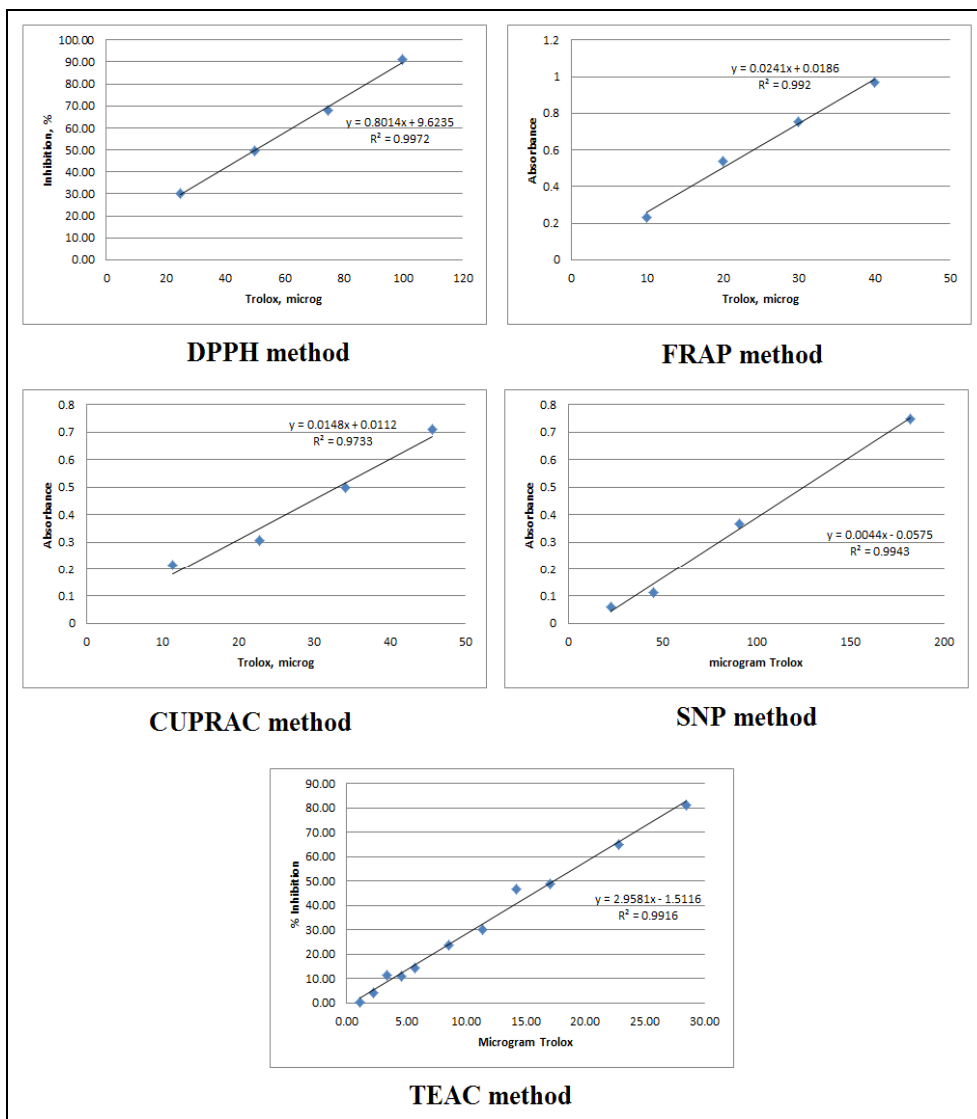 100.00
90.00
80.00
70.00
60.00
50.00
40.00
30.00
20.00
10.00
0.00
Inhibition, %
y = 0.8014x + 9.6235
R² = 0.9972
0 20 40 60 80 100 120
Trolox, microg
DPPH method
1.2
1
0.8
0.6
0.4
0.2
0
Absorbance
y = 0.0241x + 0.0186
R² = 0.992
0 10 20 30 40 50
Trolox, microg
FRAP method
0.8
0.7
0.6
0.5
0.4
0.3
0.2
0.1
0
Absorbance
y = 0.0148x + 0.0112
R² = 0.9733
0 10 20 30 40 50
Trolox, microg
CUPRAC method
0.8
0.7
0.6
0.5
0.4
0.3
0.2
0.1
0
Absorbance
y = 0.0044x - 0.0575
R² = 0.9943
0 50 100 150 200
microgram Trolox
SNP method
90.00
80.00
70.00
60.00
50.00
40.00
30.00
20.00
10.00
0.00
% Inhibition
y = 2.9581x - 1.5116
R² = 0.9916
0.00 5.00 10.00 15.00 20.00 25.00 30.00
Microgram Trolox
TEAC method